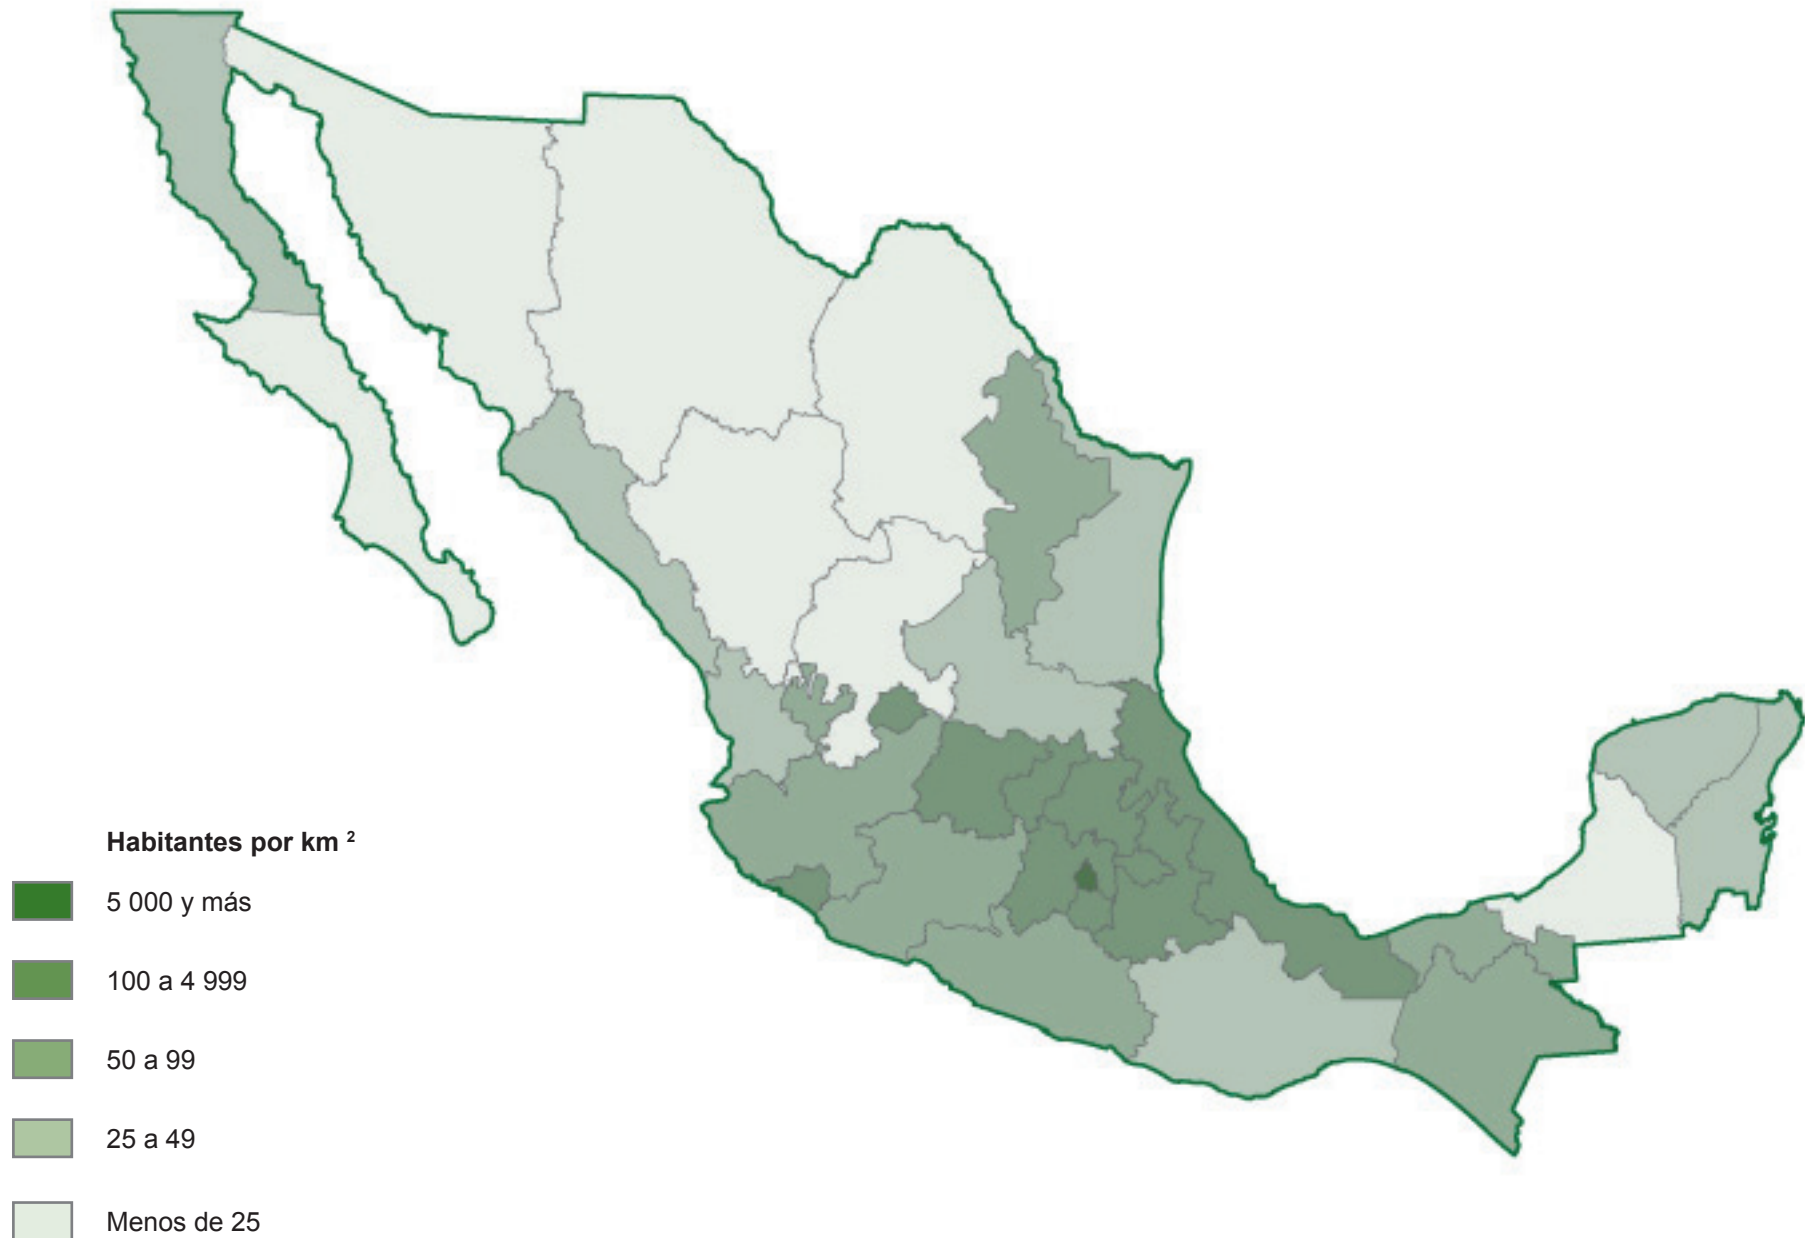 Habitantes por km ²
5 000 y más
100 a 4 999
50 a 99
25 a 49
Menos de 25